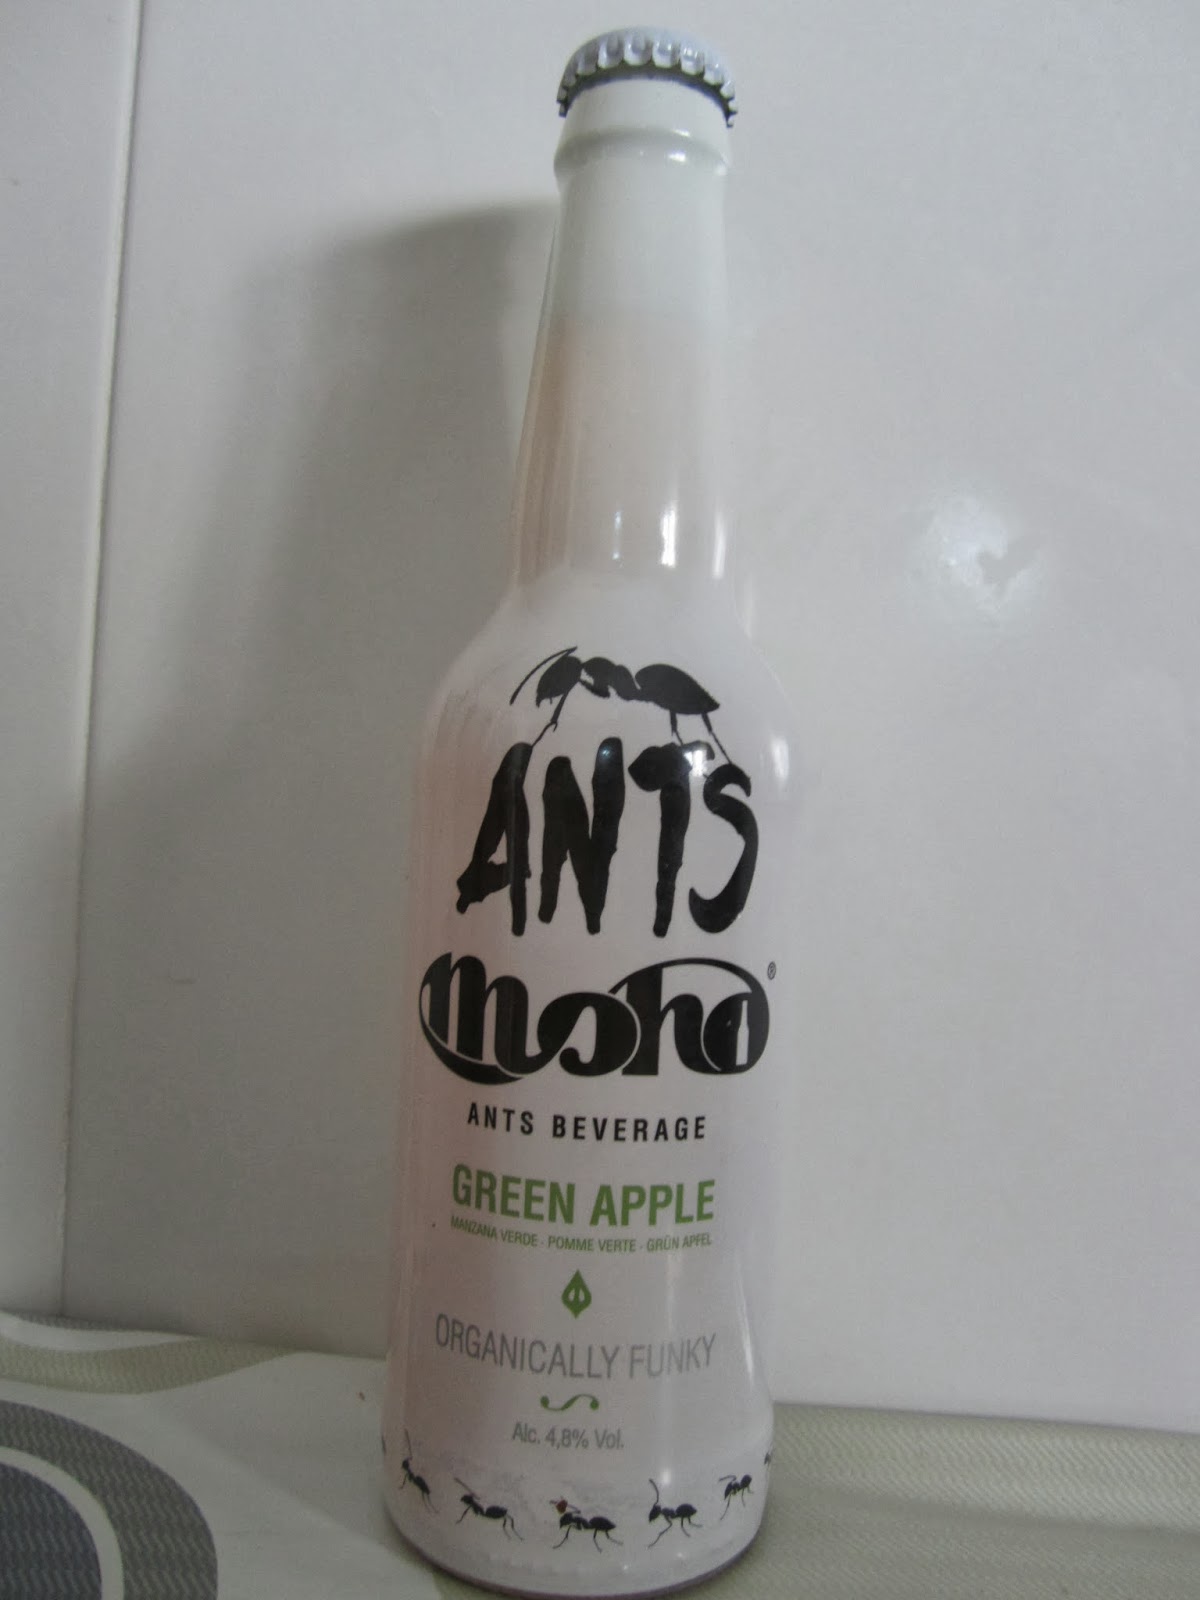 ANTS
moho®
ANTS BEVERAGE
GREEN APPLE
MANZANA VERDE · POMME VERTE · GRÜN APFEL
ORGANICALLY FUNKY
Alc. 4,8% Vol.